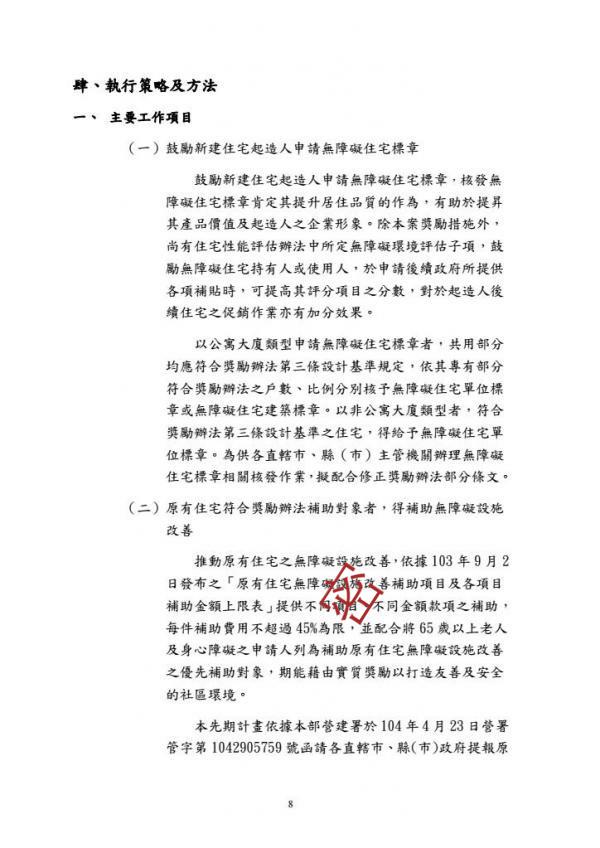 肆、執行策略及方法
一、 主要工作項目
（一）鼓勵新建住宅起造人申請無障礙住宅標章
鼓勵新建住宅起造人申請無障礙住宅標章，核發無
障礙住宅標章肯定其提升居住品質的作為，有助於提昇
其產品價值及起造人之企業形象。除本案獎勵措施外，
尚有住宅性能評估辦法中所定無障礙環境評估子項，鼓
勵無障礙住宅持有人或使用人，於申請後續政府所提供
各項補貼時，可提高其評分項目之分數，對於起造人後
續住宅之促銷作業亦有加分效果。
以公寓大廈類型申請無障礙住宅標章者，共用部分
均應符合獎勵辦法第三條設計基準規定，依其專有部分
符合獎勵辦法之戶數、比例分別核予無障礙住宅單位標
章或無障礙住宅建築標章。以非公寓大廈類型者，符合
獎勵辦法第三條設計基準之住宅，得給予無障礙住宅單
位標章。為供各直轄市、縣（市）主管機關辦理無障礙
住宅標章相關核發作業，擬配合修正獎勵辦法部分條文。
（二）原有住宅符合獎勵辦法補助對象者，得補助無障礙設施
改善
推動原有住宅之無障礙設施改善，依據 103 年 9 月 2
日發布之「原有住宅無障礙設施改善補助項目及各項目
補助金額上限表」提供不同項目、不同金額款項之補助，
每件補助費用不超過 45%為限，並配合將 65 歲以上老人
及身心障礙之申請人列為補助原有住宅無障礙設施改善
之優先補助對象，期能藉由實質獎勵以打造友善及安全
的社區環境。
本先期計畫依據本部營建署於 104 年 4 月 23 日營署
管字第 1042905759 號函請各直轄市、縣(市)政府提報原
8